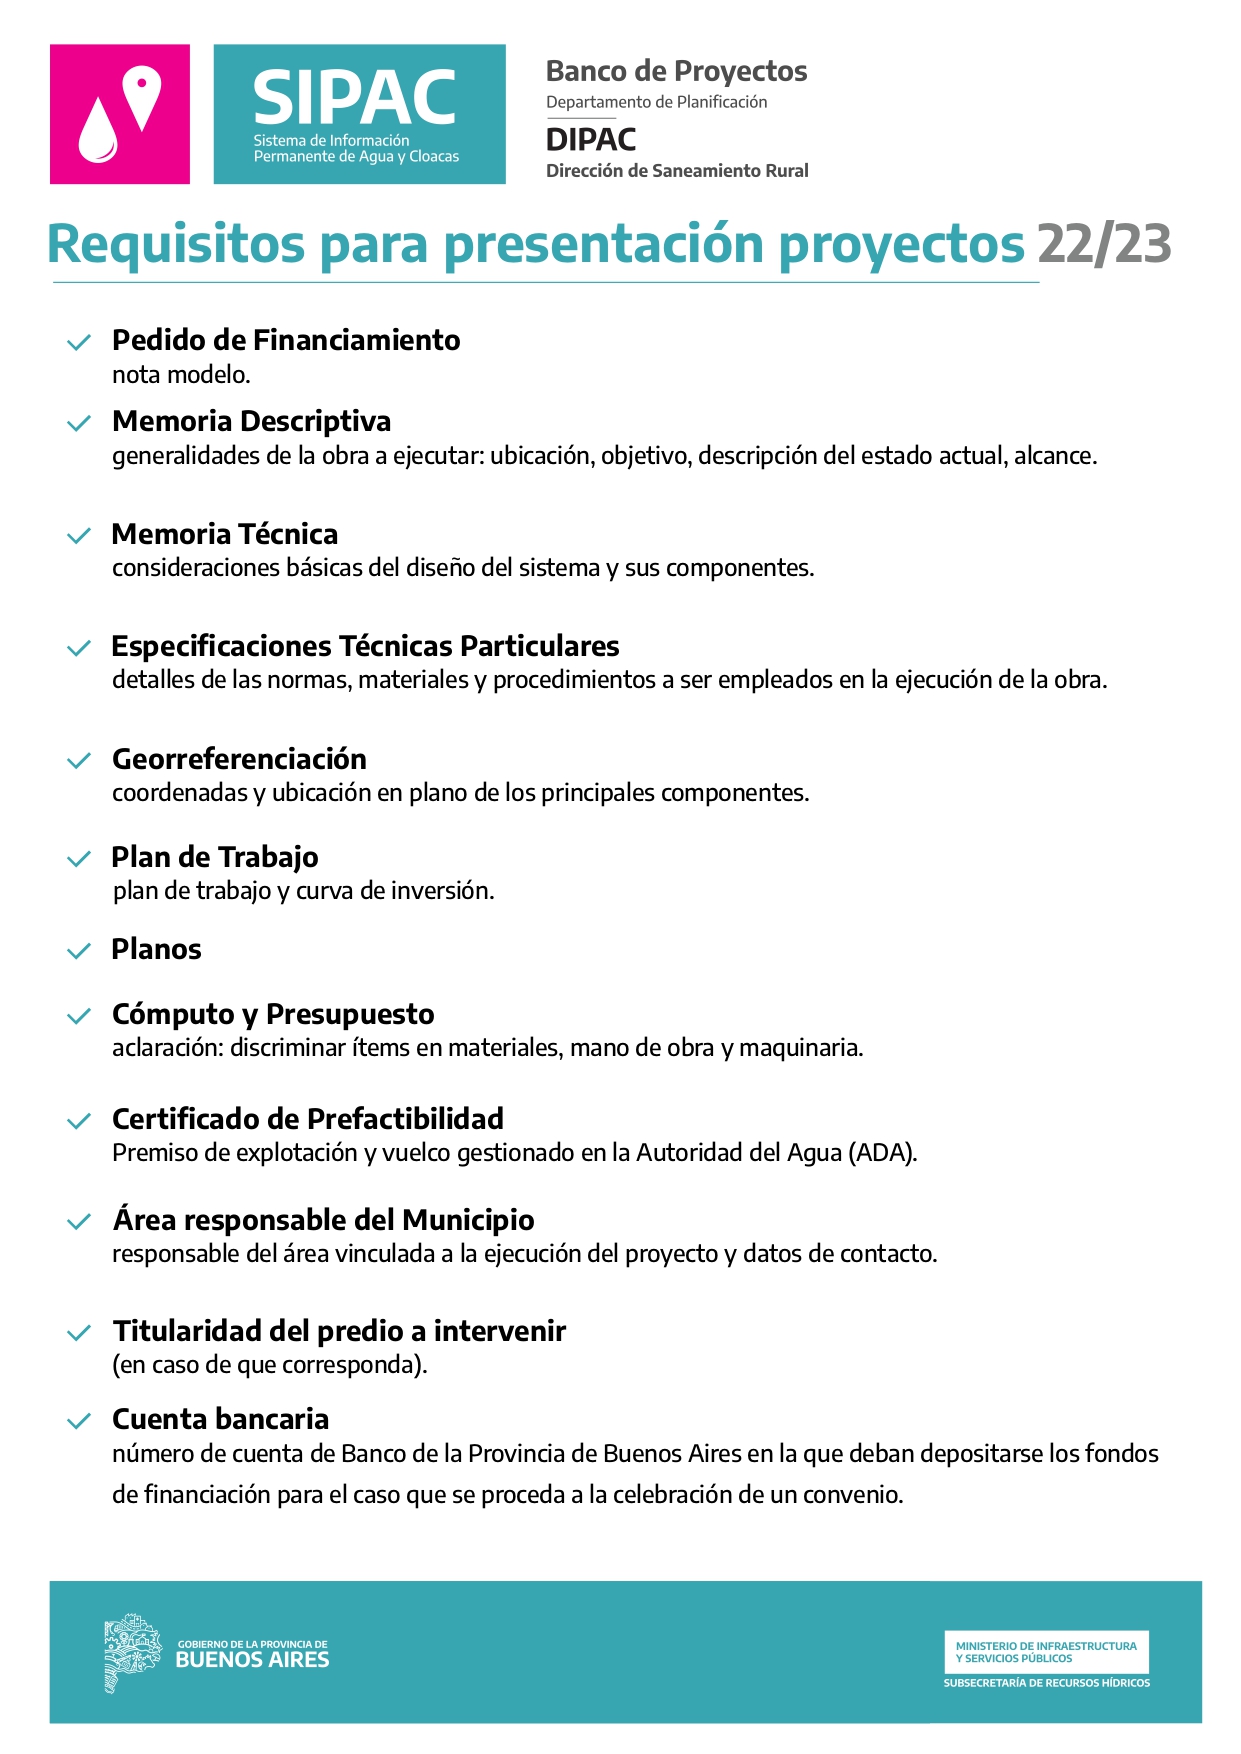 SIPAC
Sistema de Información
Permanente de Agua y Cloacas
Banco de Proyectos
Departamento de Planificación
DIPAC
Dirección de Saneamiento Rural
Requisitos para presentación proyectos 22/23
Pedido de Financiamiento
nota modelo.
Memoria Descriptiva
generalidades de la obra a ejecutar: ubicación, objetivo, descripción del estado actual, alcance.
Memoria Técnica
consideraciones básicas del diseño del sistema y sus componentes.
Especificaciones Técnicas Particulares
detalles de las normas, materiales y procedimientos a ser empleados en la ejecución de la obra.
Georreferenciación
coordenadas y ubicación en plano de los principales componentes.
Plan de Trabajo
plan de trabajo y curva de inversión.
Planos
Cómputo y Presupuesto
aclaración: discriminar ítems en materiales, mano de obra y maquinaria.
Certificado de Prefactibilidad
Premiso de explotación y vuelco gestionado en la Autoridad del Agua (ADA).
Área responsable del Municipio
responsable del área vinculada a la ejecución del proyecto y datos de contacto.
Titularidad del predio a intervenir
(en caso de que corresponda).
Cuenta bancaria
número de cuenta de Banco de la Provincia de Buenos Aires en la que deban depositarse los fondos
de financiación para el caso que se proceda a la celebración de un convenio.
GOBIERNO DE LA PROVINCIA DE
BUENOS AIRES
MINISTERIO DE INFRAESTRUCTURA
Y SERVICIOS PÚBLICOS
SUBSECRETARÍA DE RECURSOS HÍDRICOS